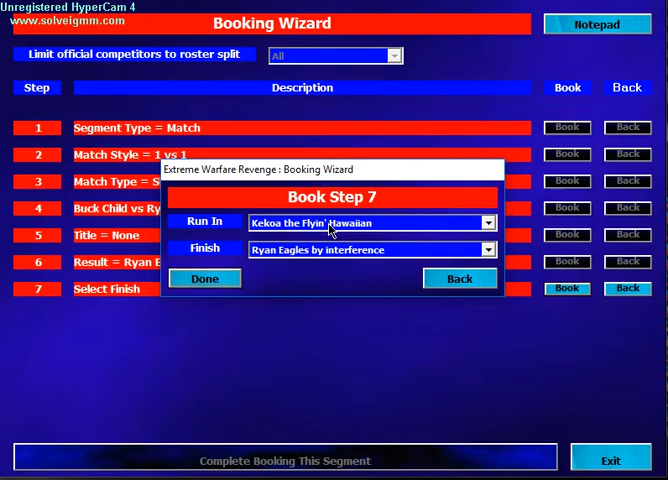 Unregistered HyperCam 4
www.solveigmm.com
Booking Wizard
Notepad
Limit official competitors to roster split
All
Step Description Book Back
1 Segment Type = Match Book Back
2 Match Style = 1 vs 1 Book Back
3 Match Type = S Book Back
4 Buck Child vs Ry Book Back
5 Title = None Book Back
6 Result = Ryan E Book Back
7 Select Finish Book Back
Extreme Warfare Revenge : Booking Wizard
Book Step 7
Run In Kekoa the Flyin' Hawaiian
Finish Ryan Eagles by interference
Done Back
Complete Booking This Segment
Exit